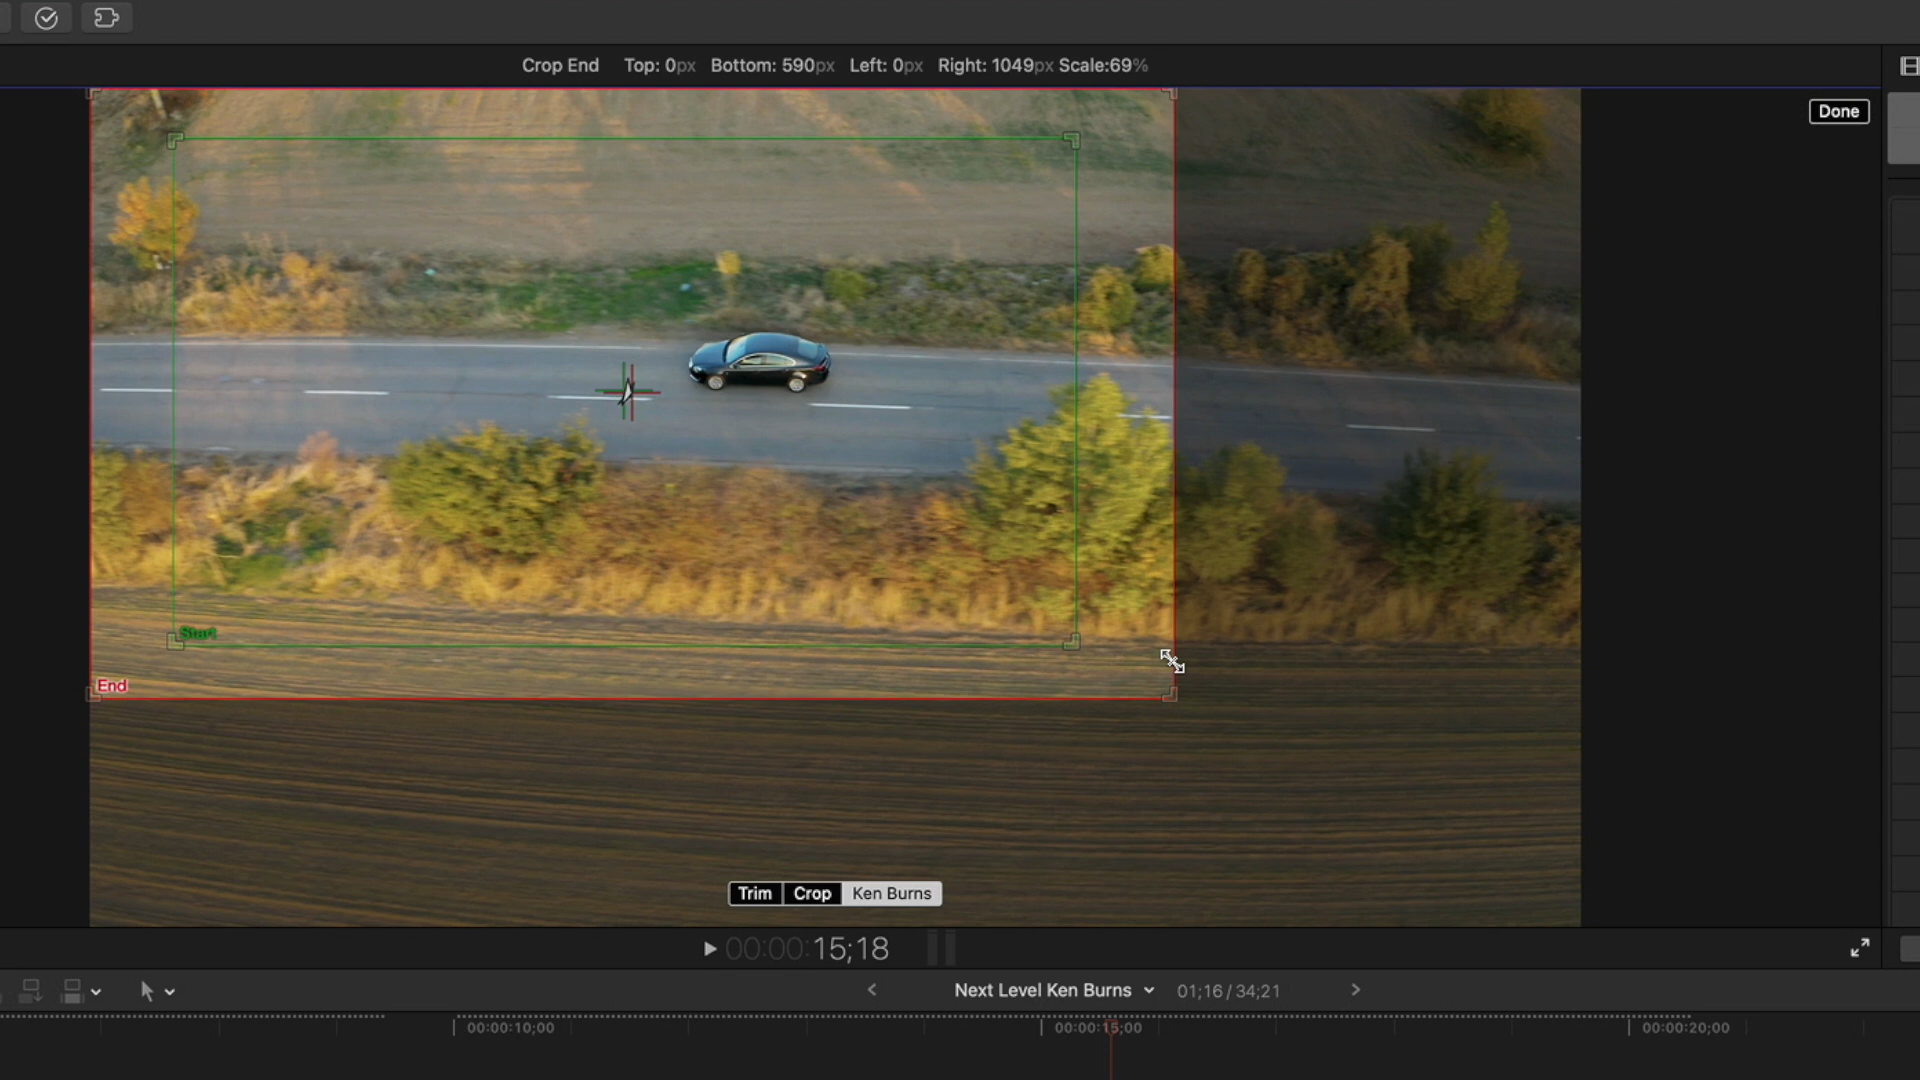 Crop End Top: 0px Bottom: 590px Left: 0px Right: 1049px Scale:69%
Done
Start
End
Trim Crop Ken Burns
00:00:15;18
Next Level Ken Burns 01;16 / 34;21
00:00:10;00 00:00:15;00 00:00:20;00